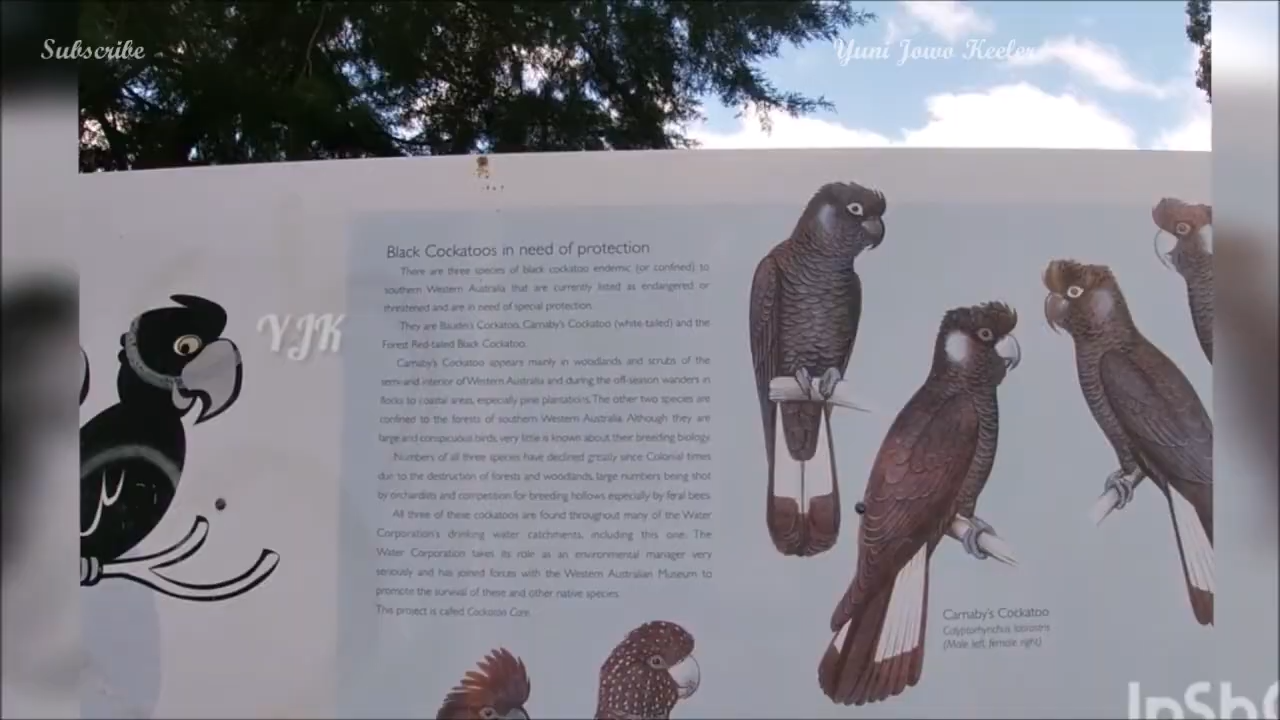 Subscribe
Yuni Jowo Keeler
YJK
Black Cockatoos in need of protection
There are three species of black cockatoo endemic (or confined) to
southern Western Australia that are currently listed as endangered or
threatened and are in need of special protection.
They are Baudin's Cockatoo, Carnaby's Cockatoo (white-tailed) and the
Forest Red-tailed Black Cockatoo.
Carnaby's Cockatoo appears mainly in woodlands and scrubs of the
semi-arid interior of Western Australia and during the off-season wanders in
flocks to coastal areas, especially pine plantations. The other two species are
confined to the forests of southern Western Australia. Although they are
large and conspicuous birds, very little is known about their breeding biology.
Numbers of all three species have declined greatly since Colonial times
due to the destruction of forests and woodlands, large numbers being shot
by orchardists and competition for breeding hollows especially by feral bees.
All three of these cockatoos are found throughout many of the Water
Corporation's drinking water catchments, including this one. The
Water Corporation takes its role as an environmental manager very
seriously and has joined forces with the Western Australian Museum to
promote the survival of these and other native species.
This project is called Cockatoo Care.
Carnaby's Cockatoo
Calyptorhynchus latirostris
(Male left, female right)
InSh